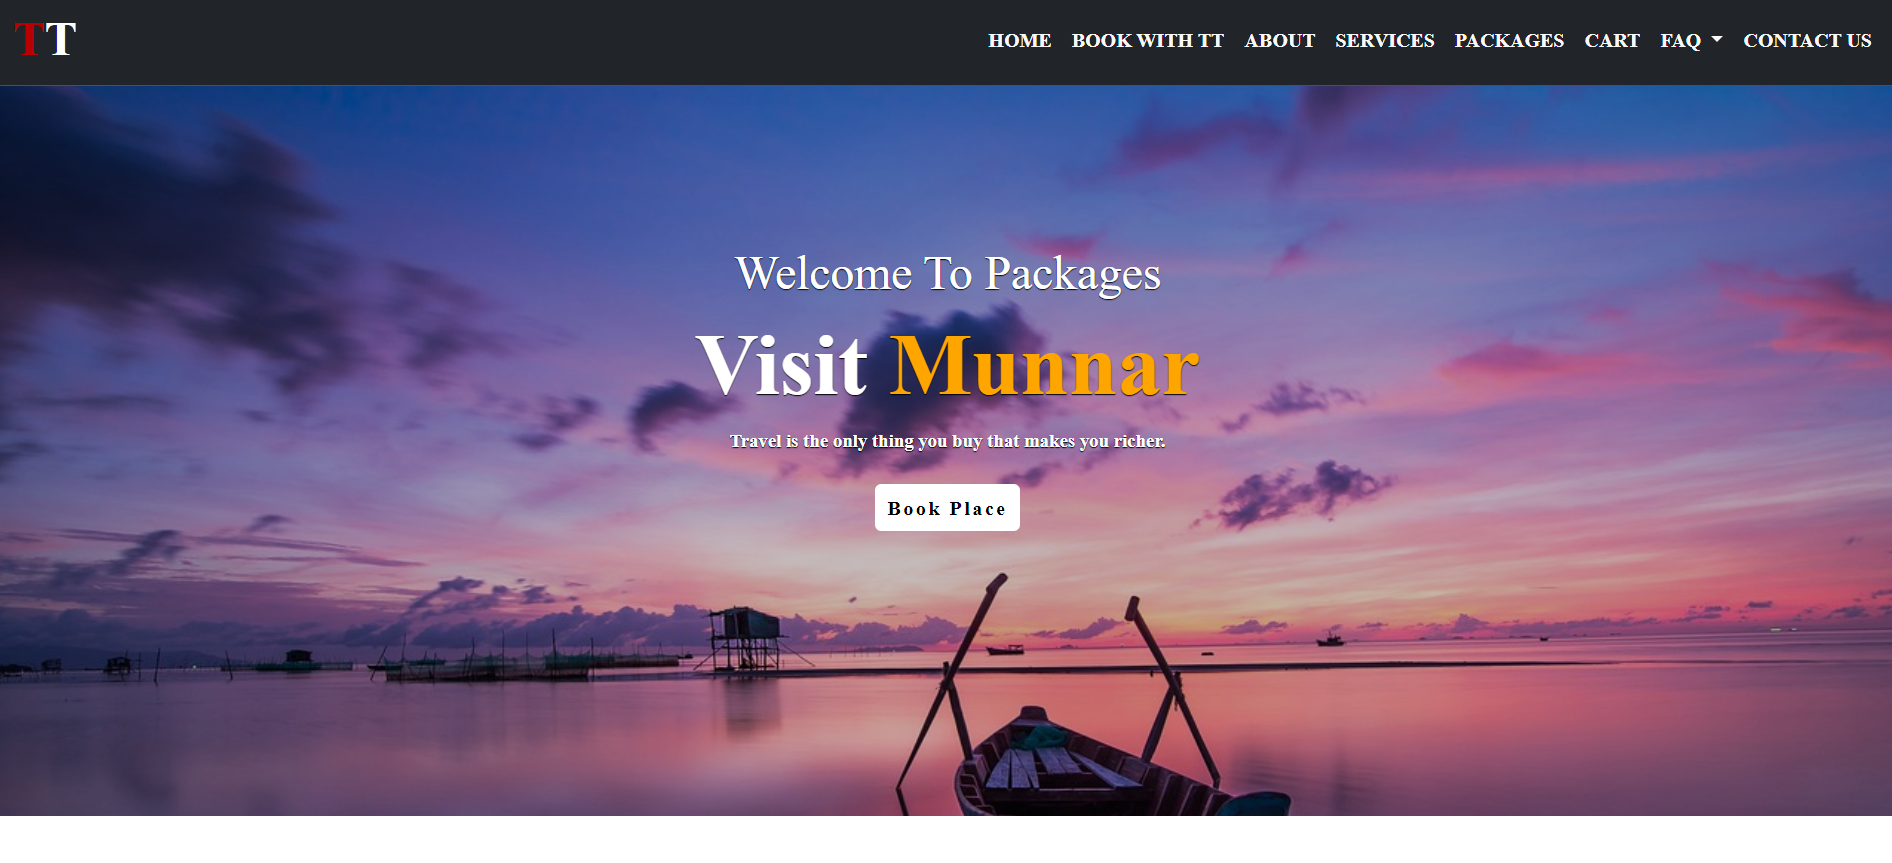 TT
HOME BOOK WITH TT ABOUT SERVICES PACKAGES CART FAQ CONTACT US
Welcome To Packages
Visit Munnar
Travel is the only thing you buy that makes you richer.
Book Place